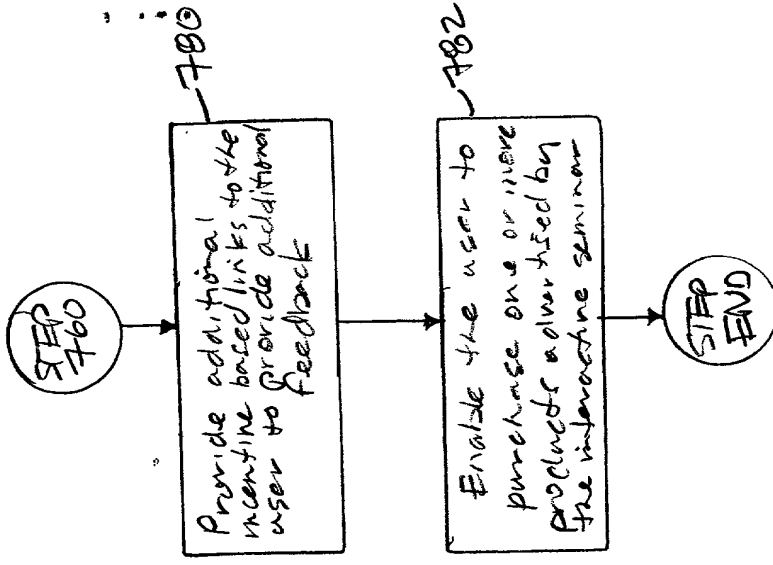 STEP
760
780
Provide additional
incentive based links to the
user to provide additional
feedback
782
Enable the user to
purchase one or more
products advertised by
the interactive seminar
STEP
END